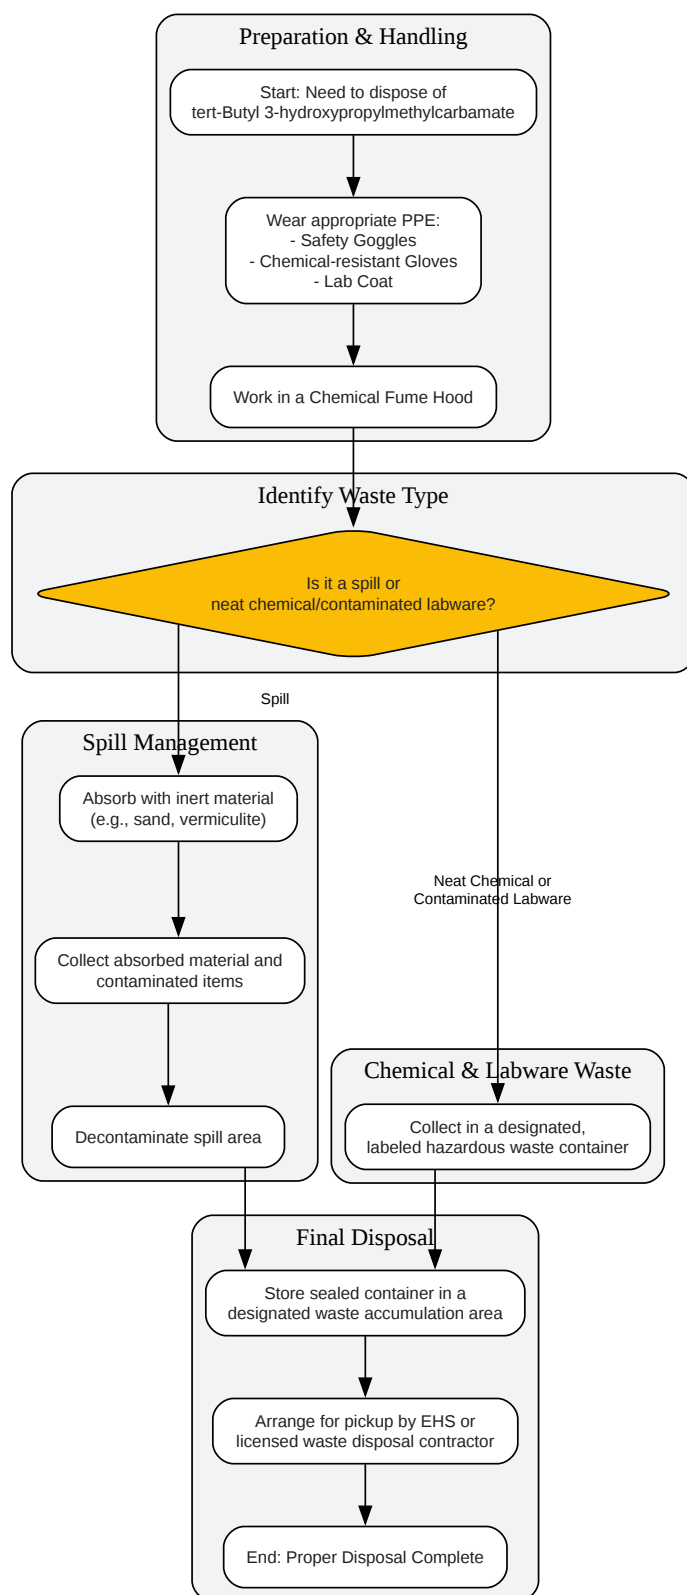 Preparation & Handling
Start: Need to dispose of
tert-Butyl 3-hydroxypropylmethylcarbamate
Wear appropriate PPE:
- Safety Goggles
- Chemical-resistant Gloves
- Lab Coat
Work in a Chemical Fume Hood
Identify Waste Type
Is it a spill or
neat chemical/contaminated labware?
Spill
Spill Management
Absorb with inert material
(e.g., sand, vermiculite)
Neat Chemical or
Contaminated Labware
Collect absorbed material and
contaminated items
Chemical & Labware Waste
Decontaminate spill area
Collect in a designated,
labeled hazardous waste container
Final Disposal
Store sealed container in a
designated waste accumulation area
Arrange for pickup by EHS or
licensed waste disposal contractor
End: Proper Disposal Complete